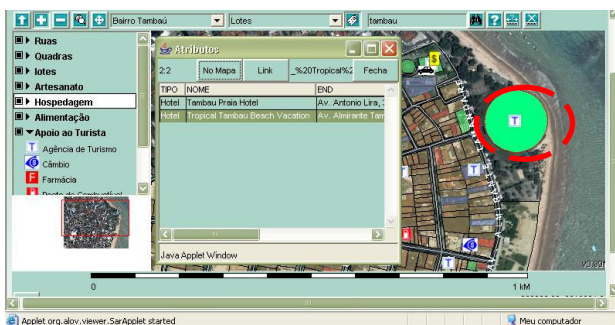 Bairro Tambaú
Lotes
tambau
Ruas
Quadras
lotes
Artesanato
Hospedagem
Alimentação
Apoio ao Turista
T Agência de Turismo
Câmbio
F Farmácia
Posto de Combustível
Atributos
2:2 No Mapa Link _%20Tropical%2 Fecha
TIPO NOME END
Hotel Tambau Praia Hotel Av. Antonio Lira,
Hotel Tropical Tambau Beach Vacation Av. Almirante Tam
Java Applet Window
$
T
T
T
0 1 kM
Applet org.alov.viewer.SarApplet started
Meu computador